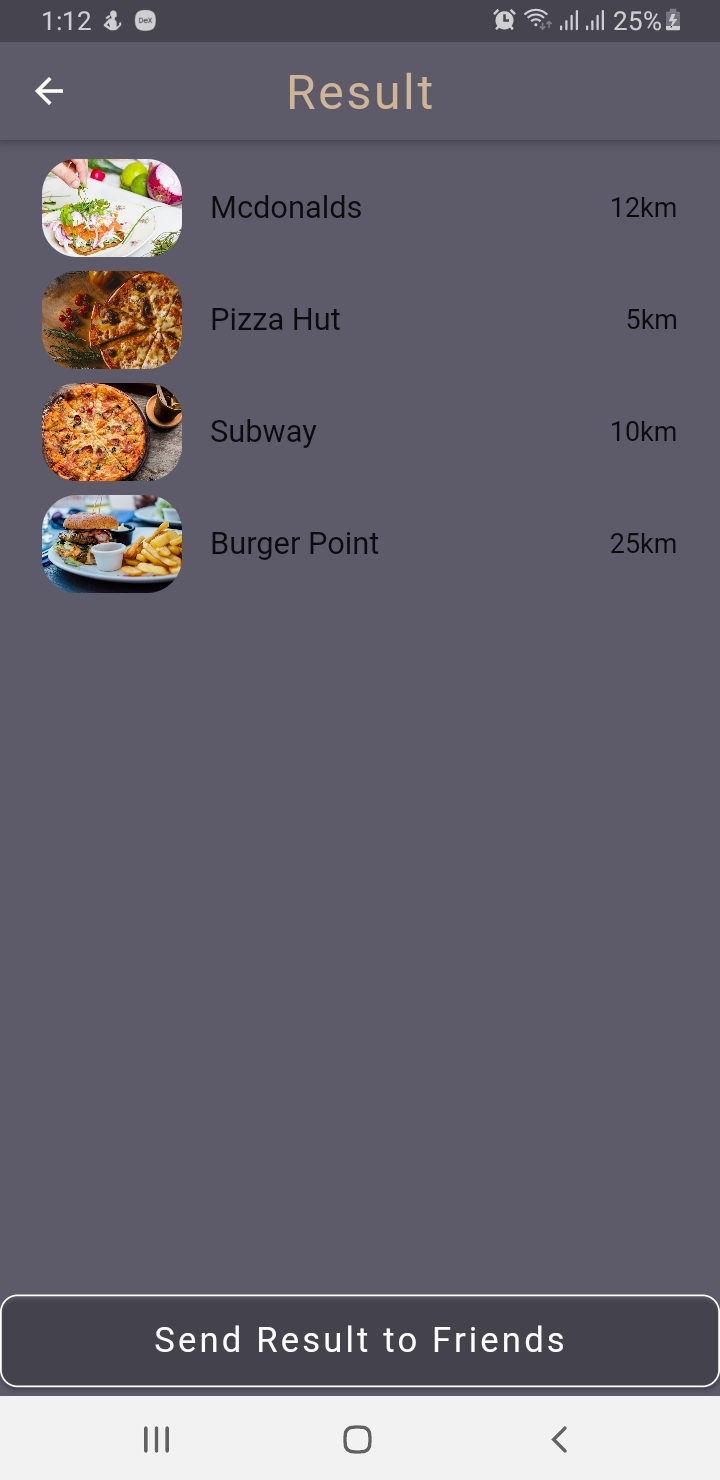 1:12 DeX 25%
Result
Mcdonalds 12km
Pizza Hut 5km
Subway 10km
Burger Point 25km
Send Result to Friends